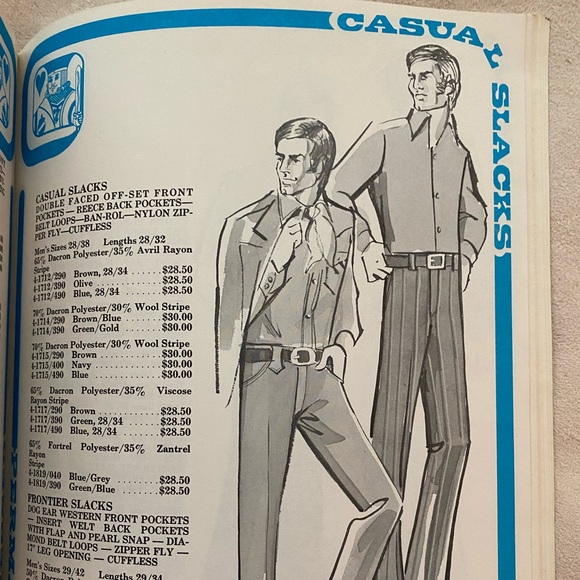 CASUAL SLACKS
CASUAL SLACKS
DOUBLE FACED OFF-SET FRONT
POCKETS — REECE BACK POCKETS—
BELT LOOPS—BAN-ROL—NYLON ZIP-
PER FLY—CUFFLESS
Men's Sizes 28/38 Lengths 28/32
65% Dacron Polyester/35% Avril Rayon
Stripe
4-1712/290 Brown, 28/34 ...... $28.50
4-1712/390 Olive .............. $28.50
4-1712/490 Blue, 28/34 ........ $28.50
70% Dacron Polyester/30% Wool Stripe
4-1714/290 Brown/Blue ........ $30.00
4-1714/390 Green/Gold ........ $30.00
70% Dacron Polyester/30% Wool Stripe
4-1715/290 Brown ............. $30.00
4-1715/400 Navy .............. $30.00
4-1715/490 Blue .............. $30.00
65% Dacron Polyester/35% Viscose
Rayon Stripe
4-1717/290 Brown ............. $28.50
4-1717/390 Green, 28/34 ...... $28.50
4-1717/490 Blue, 28/34 ....... $28.50
65% Fortrel Polyester/35% Zantrel
Rayon
Stripe
4-1819/040 Blue/Grey ......... $28.50
4-1819/390 Green/Blue ........ $28.50
FRONTIER SLACKS
DOG EAR WESTERN FRONT POCKETS
— INSERT WELT BACK POCKETS
WITH FLAP AND PEARL SNAP — DIA-
MOND BELT LOOPS — ZIPPER FLY —
17" LEG OPENING — CUFFLESS
Men's Sizes 29/42 Lengths 29/34
PERM